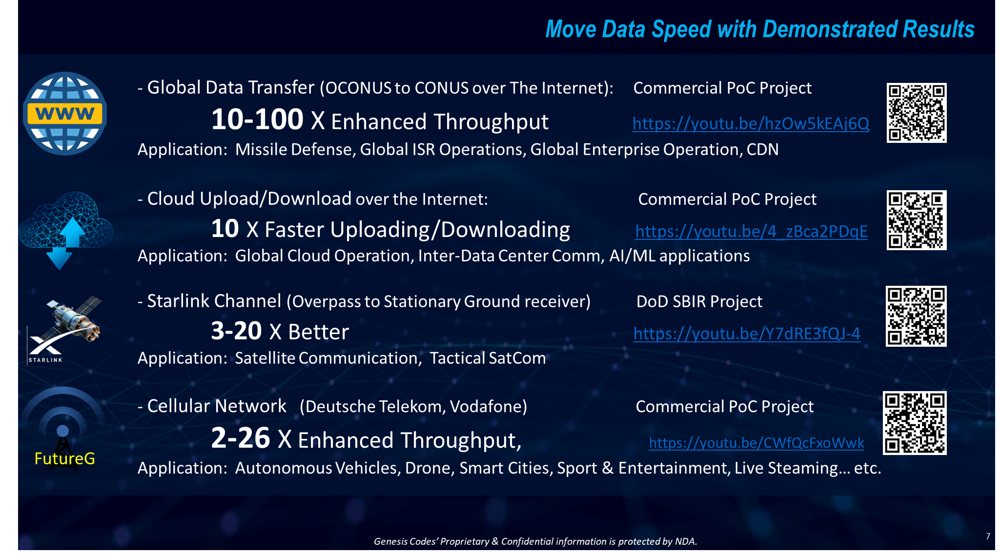 Move Data Speed with Demonstrated Results
WWW
- Global Data Transfer (OCONUS to CONUS over The Internet): Commercial PoC Project
10-100 X Enhanced Throughput https://youtu.be/hzOw5kEAj6Q
Application: Missile Defense, Global ISR Operations, Global Enterprise Operation, CDN
- Cloud Upload/Download over the Internet: Commercial PoC Project
10 X Faster Uploading/Downloading https://youtu.be/4_zBca2PDqE
Application: Global Cloud Operation, Inter-Data Center Comm, AI/ML applications
- Starlink Channel (Overpass to Stationary Ground receiver) DoD SBIR Project
3-20 X Better https://youtu.be/Y7dRE3fQJ-4
STARLINK
Application: Satellite Communication, Tactical SatCom
- Cellular Network (Deutsche Telekom, Vodafone) Commercial PoC Project
2-26 X Enhanced Throughput, https://youtu.be/CWfQcFxoWwk
FutureG
Application: Autonomous Vehicles, Drone, Smart Cities, Sport & Entertainment, Live Steaming... etc.
Genesis Codes' Proprietary & Confidential information is protected by NDA.
7